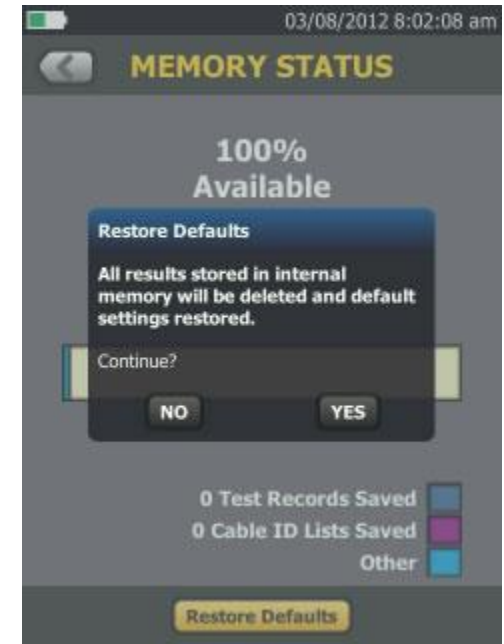 03/08/2012 8:02:08 am
MEMORY STATUS
100%
Available
Restore Defaults
All results stored in internal
memory will be deleted and default
settings restored.
Continue?
NO YES
0 Test Records Saved
0 Cable ID Lists Saved
Other
Restore Defaults